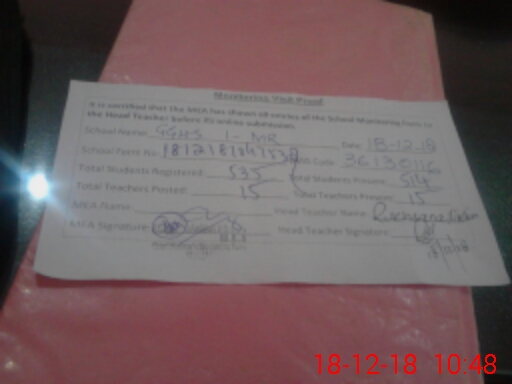 Monitoring Visit Proof
It is certified that the MEA has shown all entries of the School Monitoring Form to
the Head Teacher before its online submission.
School Name: GGHS 1-MR Date: 18-12-18
School Form No: Code:
Total Students Registered: 535 Total Students Present: 514
Total Teachers Posted: 15 Total Teachers Present: 15
MEA Name: Head Teacher Name:
MEA Signature: Head Teacher Signature:
18-12-18 10:48